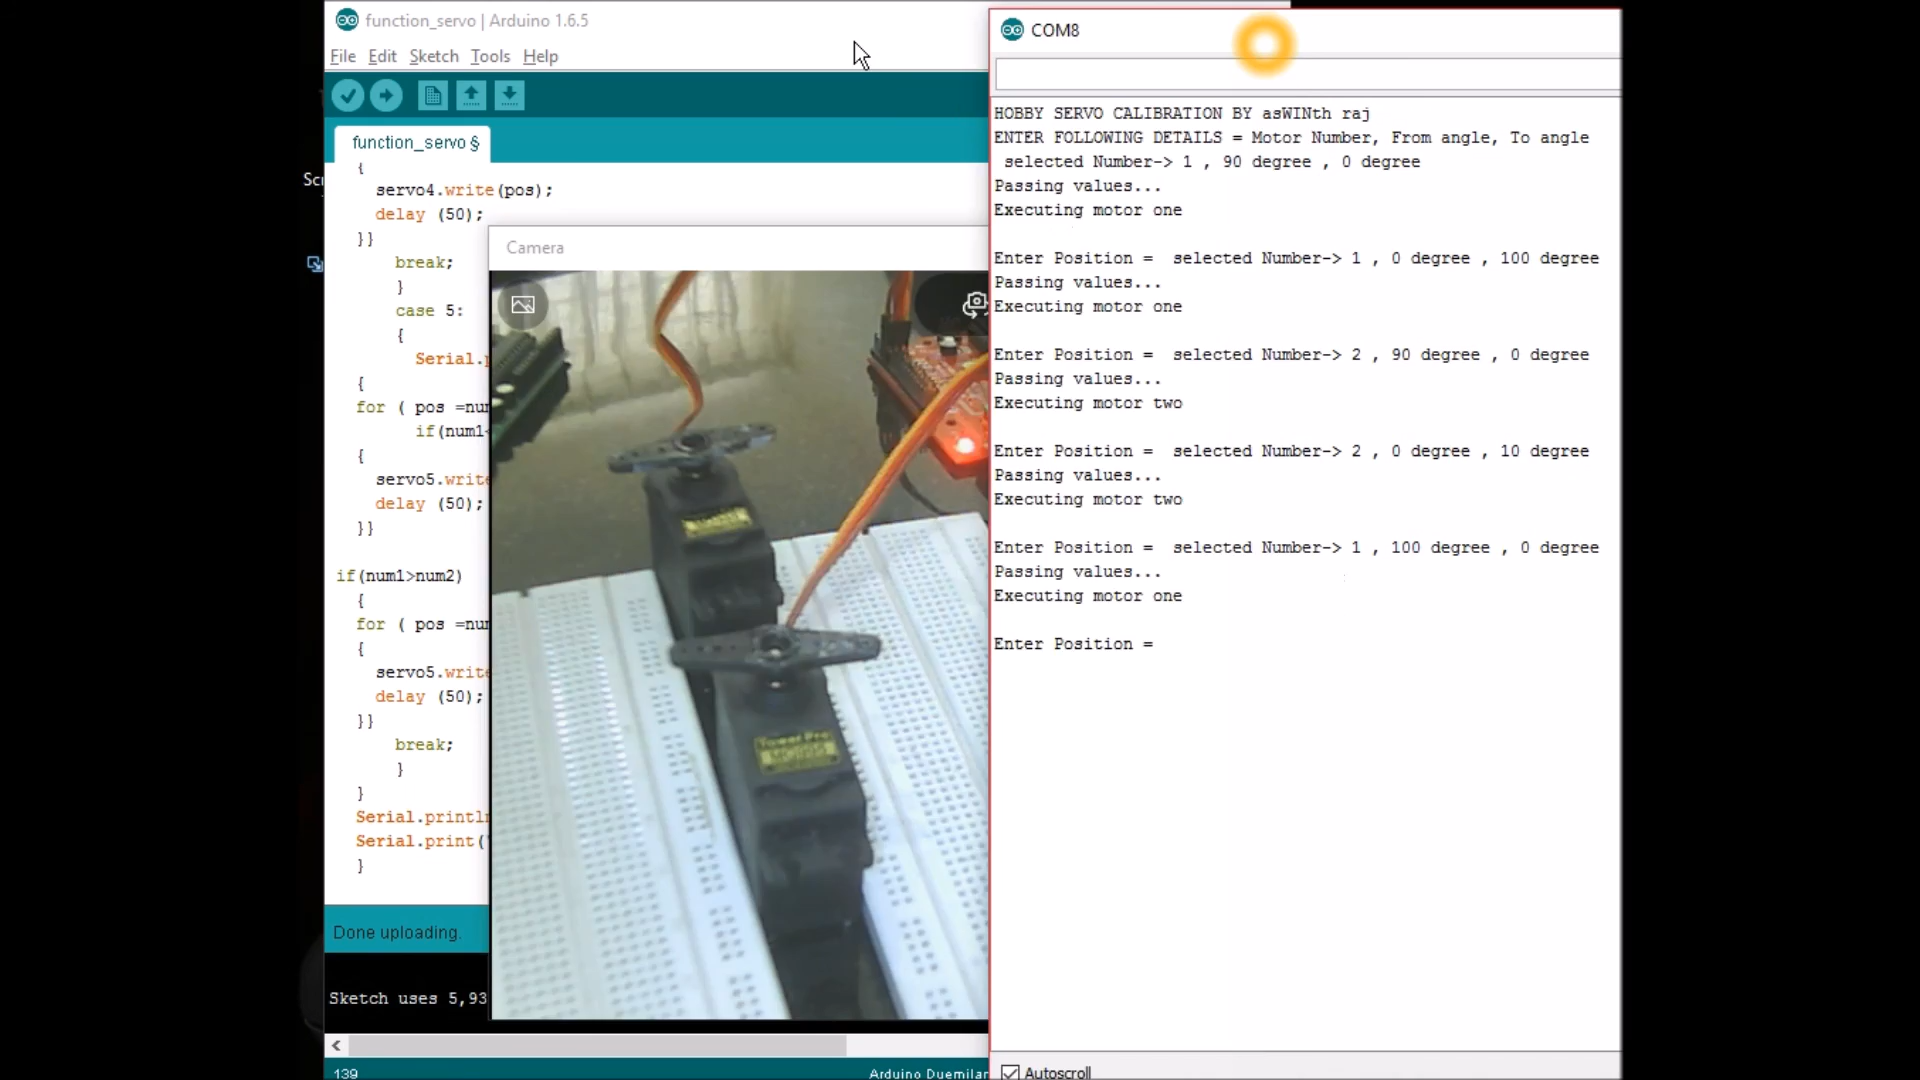 function_servo | Arduino 1.6.5
File Edit Sketch Tools Help
function_servo §
{
servo4.write(pos);
delay (50);
}}
break;
}
case 5:
{
Serial.
{
for ( pos =nu
if(num1
{
servo5.write
delay (50);
}}
if(num1>num2)
{
for ( pos =nu
{
servo5.write
delay (50);
}}
break;
}
}
Serial.println
Serial.print(
}
Done uploading.
Sketch uses 5,93
139
Arduino Duemilar
Camera
TowerPro
COM8
HOBBY SERVO CALIBRATION BY asWINth raj
ENTER FOLLOWING DETAILS = Motor Number, From angle, To angle
selected Number-> 1 , 90 degree , 0 degree
Passing values...
Executing motor one
Enter Position = selected Number-> 1 , 0 degree , 100 degree
Passing values...
Executing motor one
Enter Position = selected Number-> 2 , 90 degree , 0 degree
Passing values...
Executing motor two
Enter Position = selected Number-> 2 , 0 degree , 10 degree
Passing values...
Executing motor two
Enter Position = selected Number-> 1 , 100 degree , 0 degree
Passing values...
Executing motor one
Enter Position =
Autoscroll